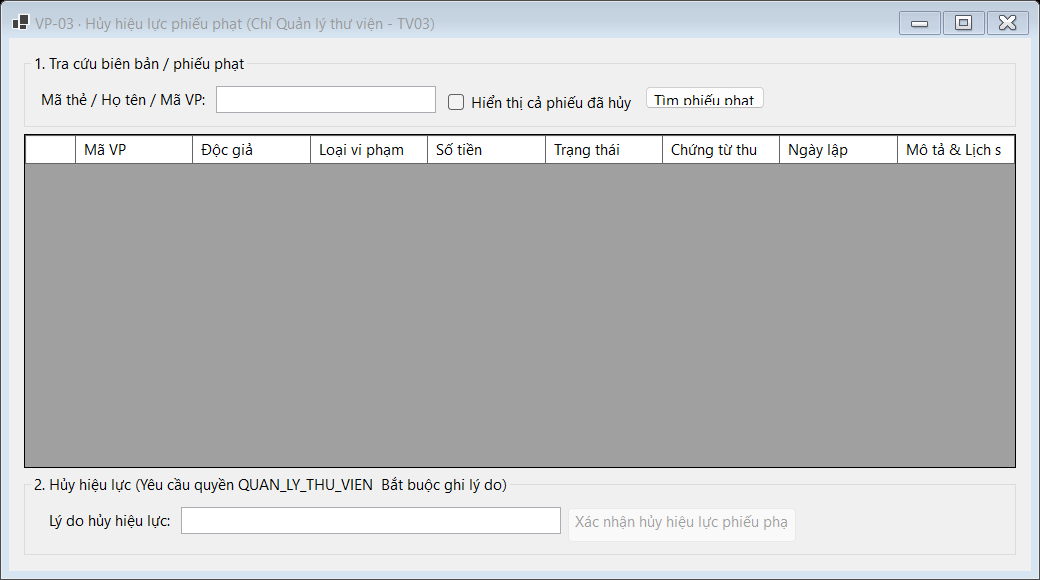 VP-03 · Hủy hiệu lực phiếu phạt (Chỉ Quản lý thư viện - TV03)
1. Tra cứu biên bản / phiếu phạt
Mã thẻ / Họ tên / Mã VP:
Hiển thị cả phiếu đã hủy
Tìm phiếu phạt
Mã VP
Độc giả
Loại vi phạm
Số tiền
Trạng thái
Chứng từ thu
Ngày lập
Mô tả & Lịch s
2. Hủy hiệu lực (Yêu cầu quyền QUAN_LY_THU_VIEN  Bắt buộc ghi lý do)
Lý do hủy hiệu lực:
Xác nhận hủy hiệu lực phiếu phạ